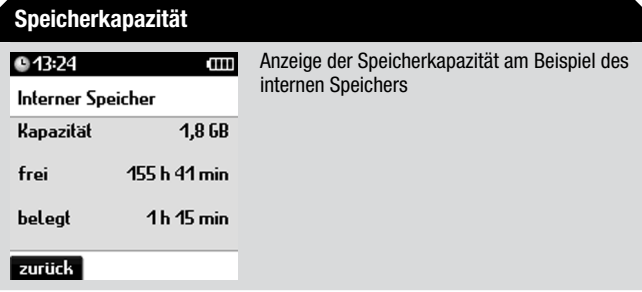 Speicherkapazität
13:24
Interner Speicher
Kapazität 1,8 GB
frei 155 h 41 min
belegt 1 h 15 min
zurück
Anzeige der Speicherkapazität am Beispiel des
internen Speichers